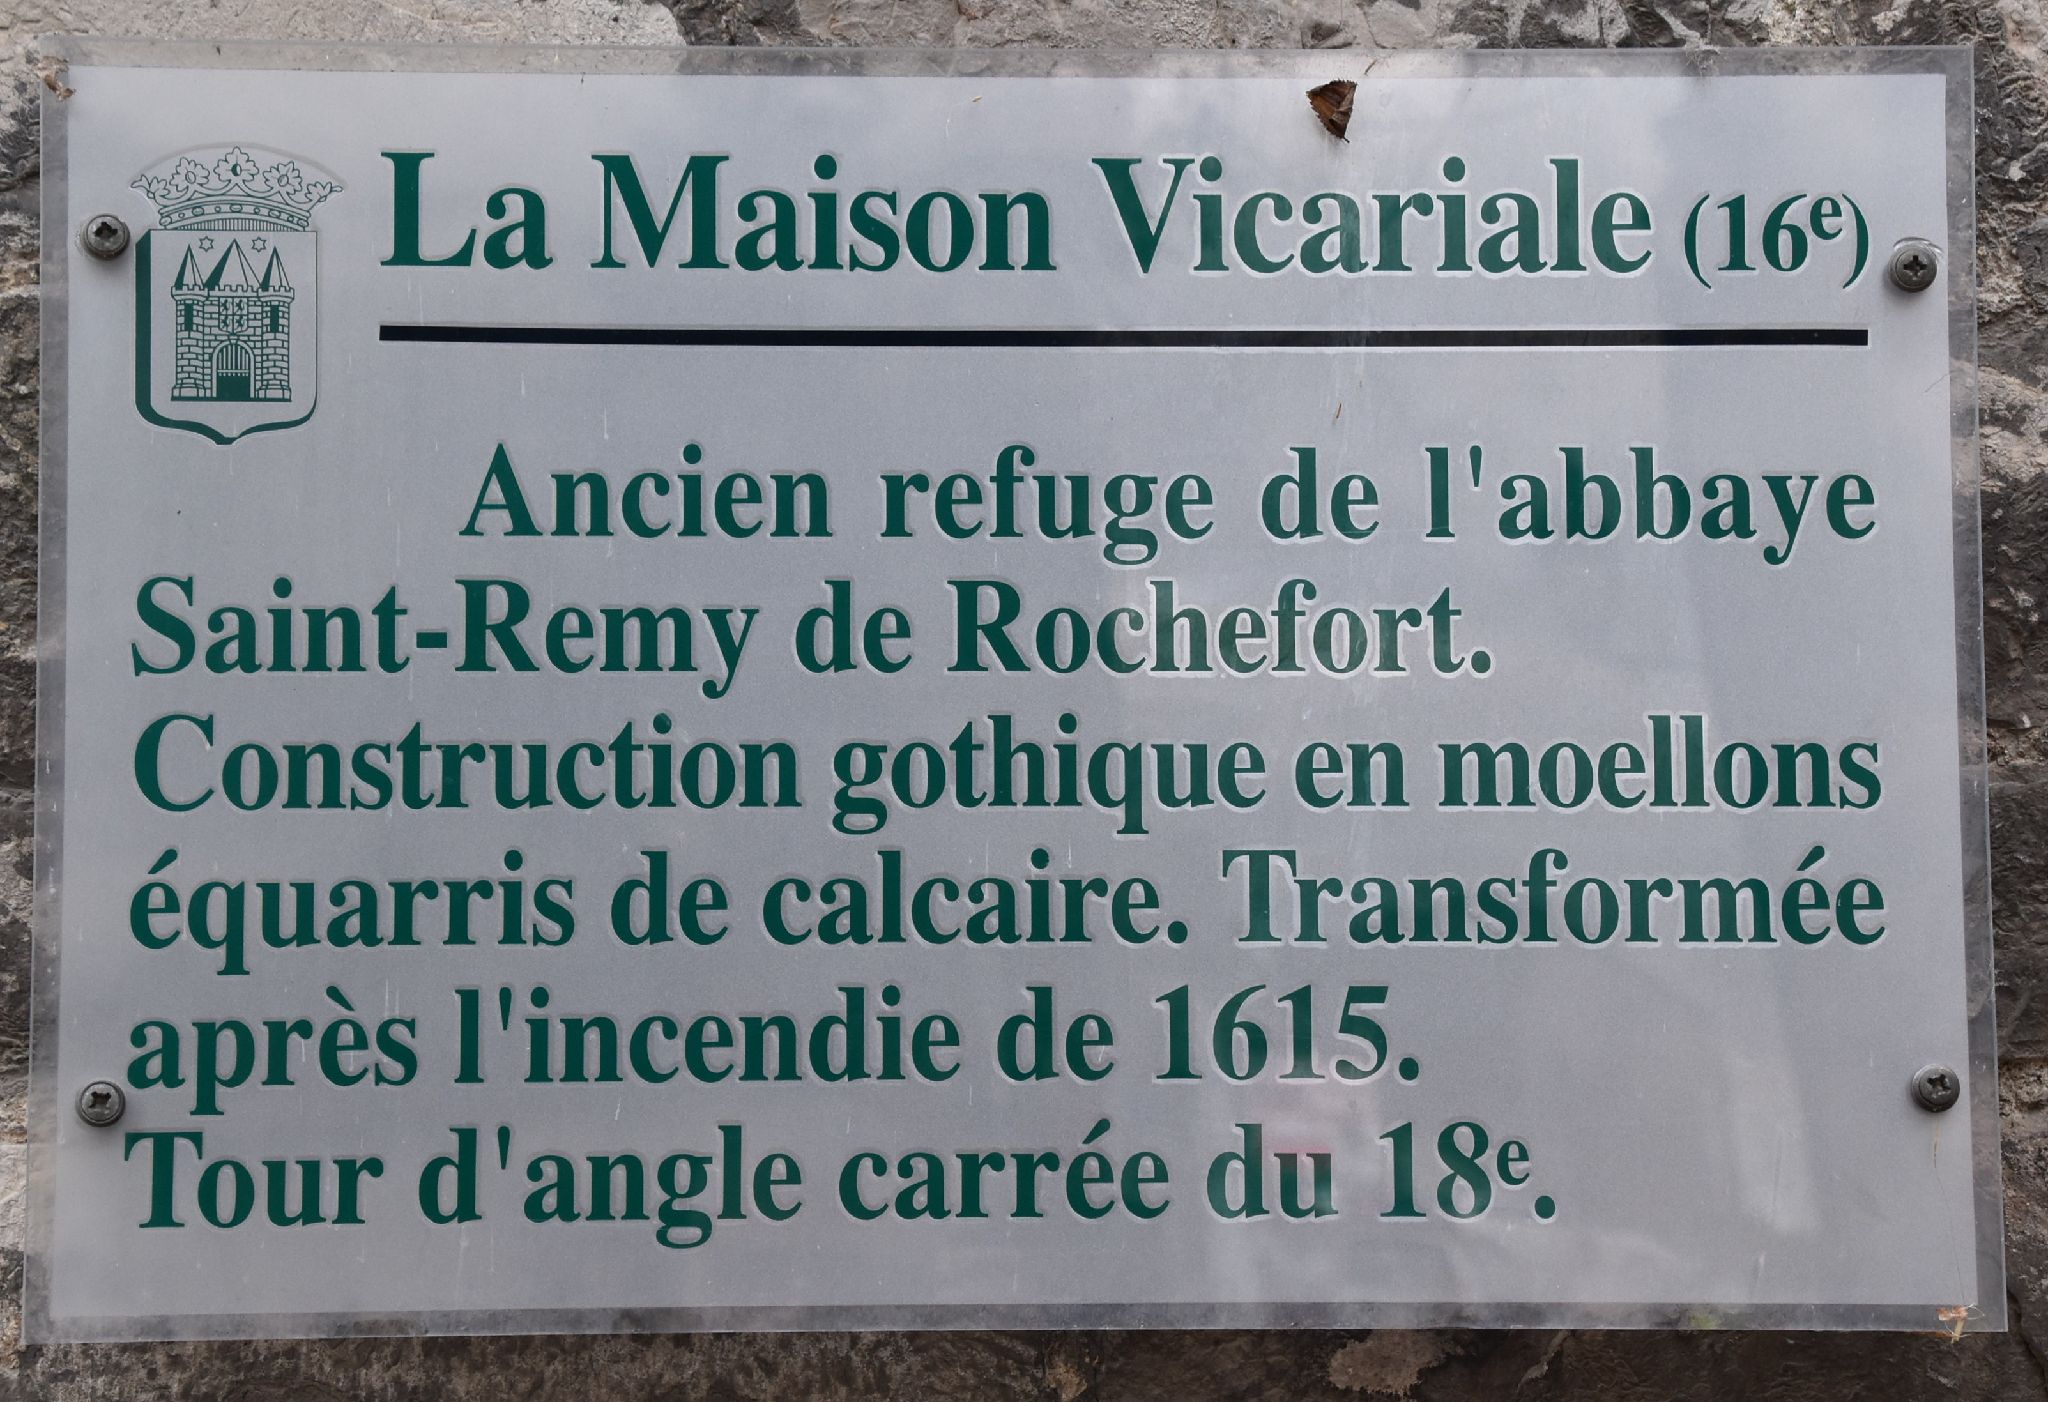 La Maison Vicariale (16e)
Ancien refuge de l'abbaye
Saint-Remy de Rochefort.
Construction gothique en moellons
équarris de calcaire. Transformée
après l'incendie de 1615.
Tour d'angle carrée du 18e.